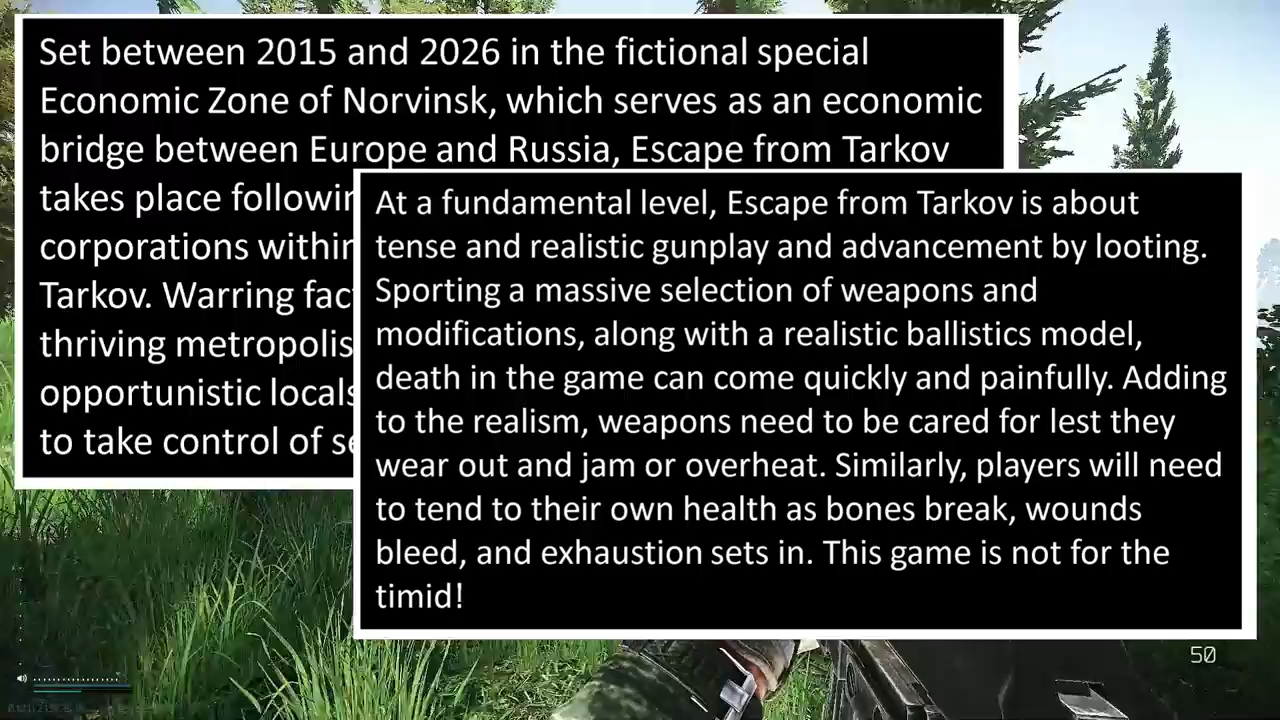 Set between 2015 and 2026 in the fictional special
Economic Zone of Norvinsk, which serves as an economic
bridge between Europe and Russia, Escape from Tarkov
takes place
corporations
Tarkov. Warring
thriving metropolis
opportunistic
to take control of
At a fundamental level, Escape from Tarkov is about
tense and realistic gunplay and advancement by looting.
Sporting a massive selection of weapons and
modifications, along with a realistic ballistics model,
death in the game can come quickly and painfully. Adding
to the realism, weapons need to be cared for lest they
wear out and jam or overheat. Similarly, players will need
to tend to their own health as bones break, wounds
bleed, and exhaustion sets in. This game is not for the
timid!
50